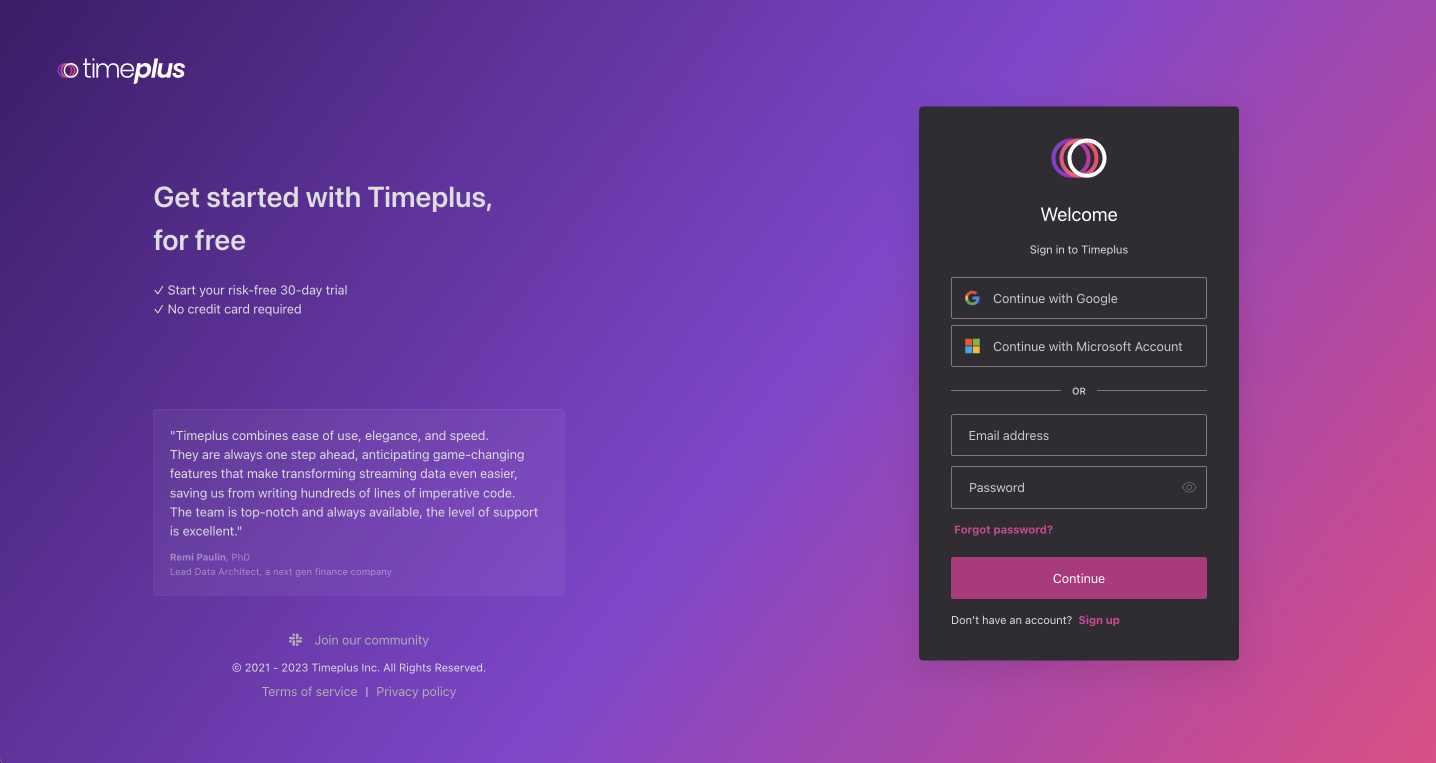 timeplus
Get started with Timeplus,
for free
✓ Start your risk-free 30-day trial
✓ No credit card required
"Timeplus combines ease of use, elegance, and speed.
They are always one step ahead, anticipating game-changing
features that make transforming streaming data even easier,
saving us from writing hundreds of lines of imperative code.
The team is top-notch and always available, the level of support
is excellent."
Remi Paulin, PhD
Lead Data Architect, a next gen finance company
Join our community
© 2021 - 2023 Timeplus Inc. All Rights Reserved.
Terms of service | Privacy policy
Welcome
Sign in to Timeplus
Continue with Google
Continue with Microsoft Account
OR
Email address
Password
Forgot password?
Continue
Don't have an account? Sign up